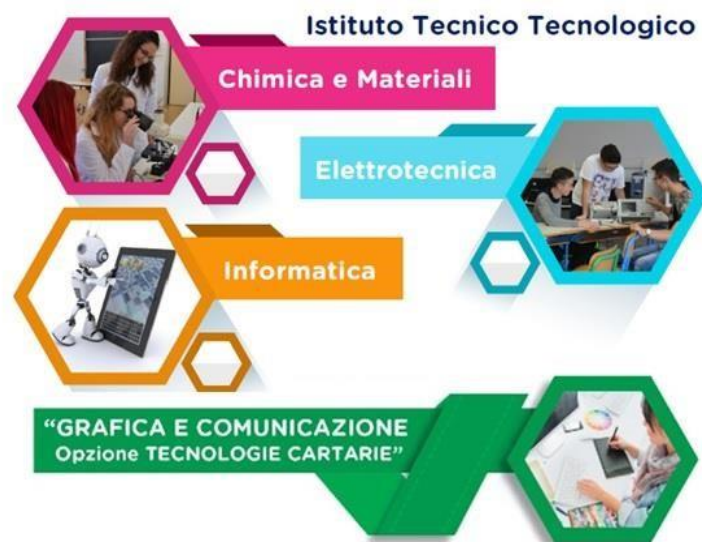 Istituto Tecnico Tecnologico
Chimica e Materiali
Elettrotecnica
Informatica
“GRAFICA E COMUNICAZIONE
Opzione TECNOLOGIE CARTARIE”